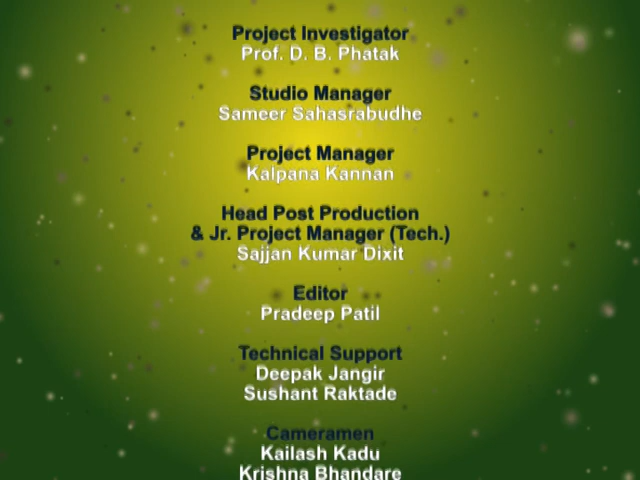 Project Investigator
Prof. D. B. Phatak
Studio Manager
Sameer Sahasrabudhe
Project Manager
Kalpana Kannan
Head Post Production
& Jr. Project Manager (Tech.)
Sajjan Kumar Dixit
Editor
Pradeep Patil
Technical Support
Deepak Jangir
Sushant Raktade
Cameramen
Kailash Kadu
Krishna Bhandare